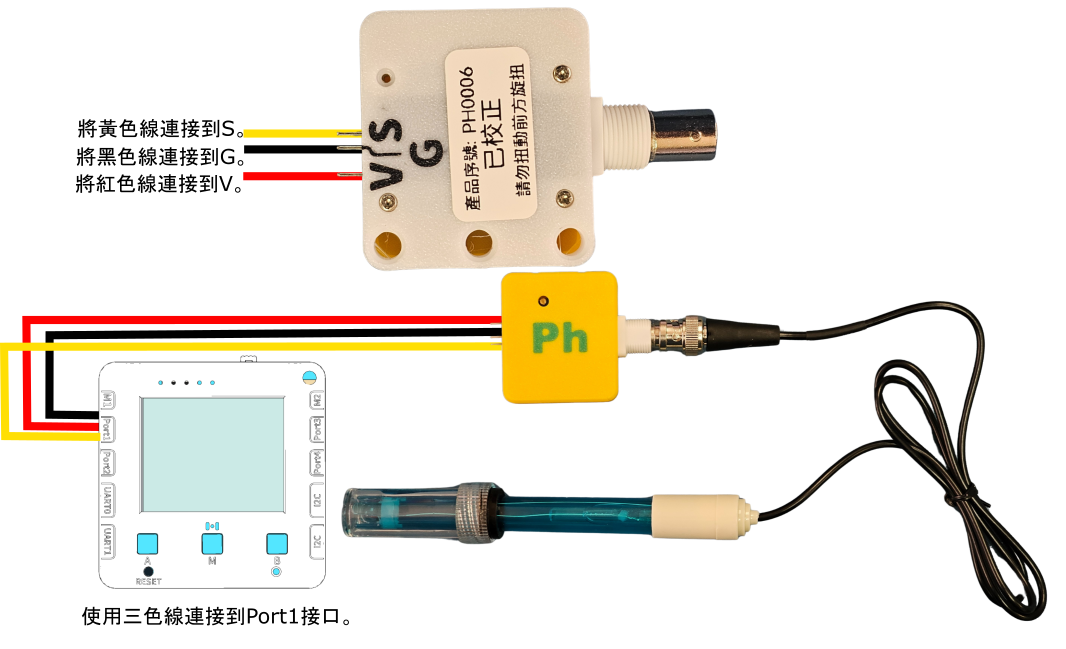 將黃色線連接到S。
將黑色線連接到G。
將紅色線連接到V。
V/S
G
產品序號: PH0006
已校正
請勿扭動前方旋扭
Ph
M1
Port1
Port2
UART0
UART1
M2
Port3
Port4
I2C
I2C
A
M
B
RESET
使用三色線連接到Port1接口。